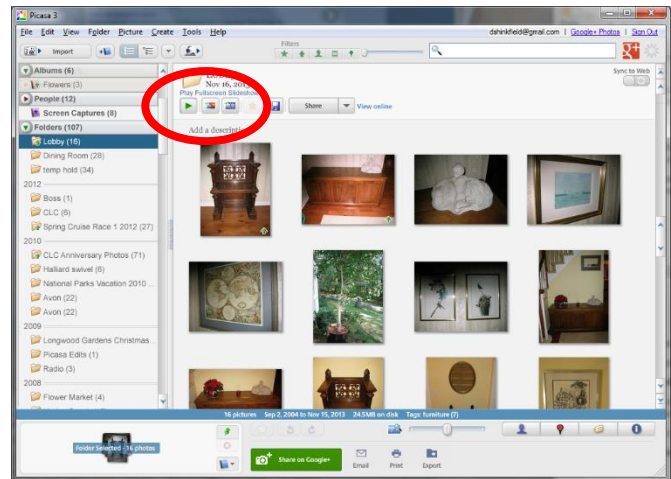 Picasa 3
File Edit View Folder Picture Create Tools Help
dshinkfield@gmail.com | Google+ Photos | Sign Out
Import
Filters
Albums (6)
Flowers (3)
People (12)
Screen Captures (8)
Folders (107)
Lobby (16)
Dining Room (28)
temp hold (34)
2012
Boss (1)
CLC (6)
Spring Cruise Race 1 2012 (27)
2010
CLC Anniversary Photos (71)
Halliard swivel (6)
National Parks Vacation 2010 ...
Avon (22)
Avon (22)
2009
Longwood Gardens Christmas...
Picasa Edits (1)
Radio (3)
2008
Flower Market (4)
Nov 16, 2013
Sync to Web
Play Fullscreen Slideshow
Share
View online
Add a description
16 pictures Sep 2, 2004 to Nov 15, 2013 24.5MB on disk Tags: furniture (7)
Folder Selected - 16 photos
Share on Google+
Email
Print
Export